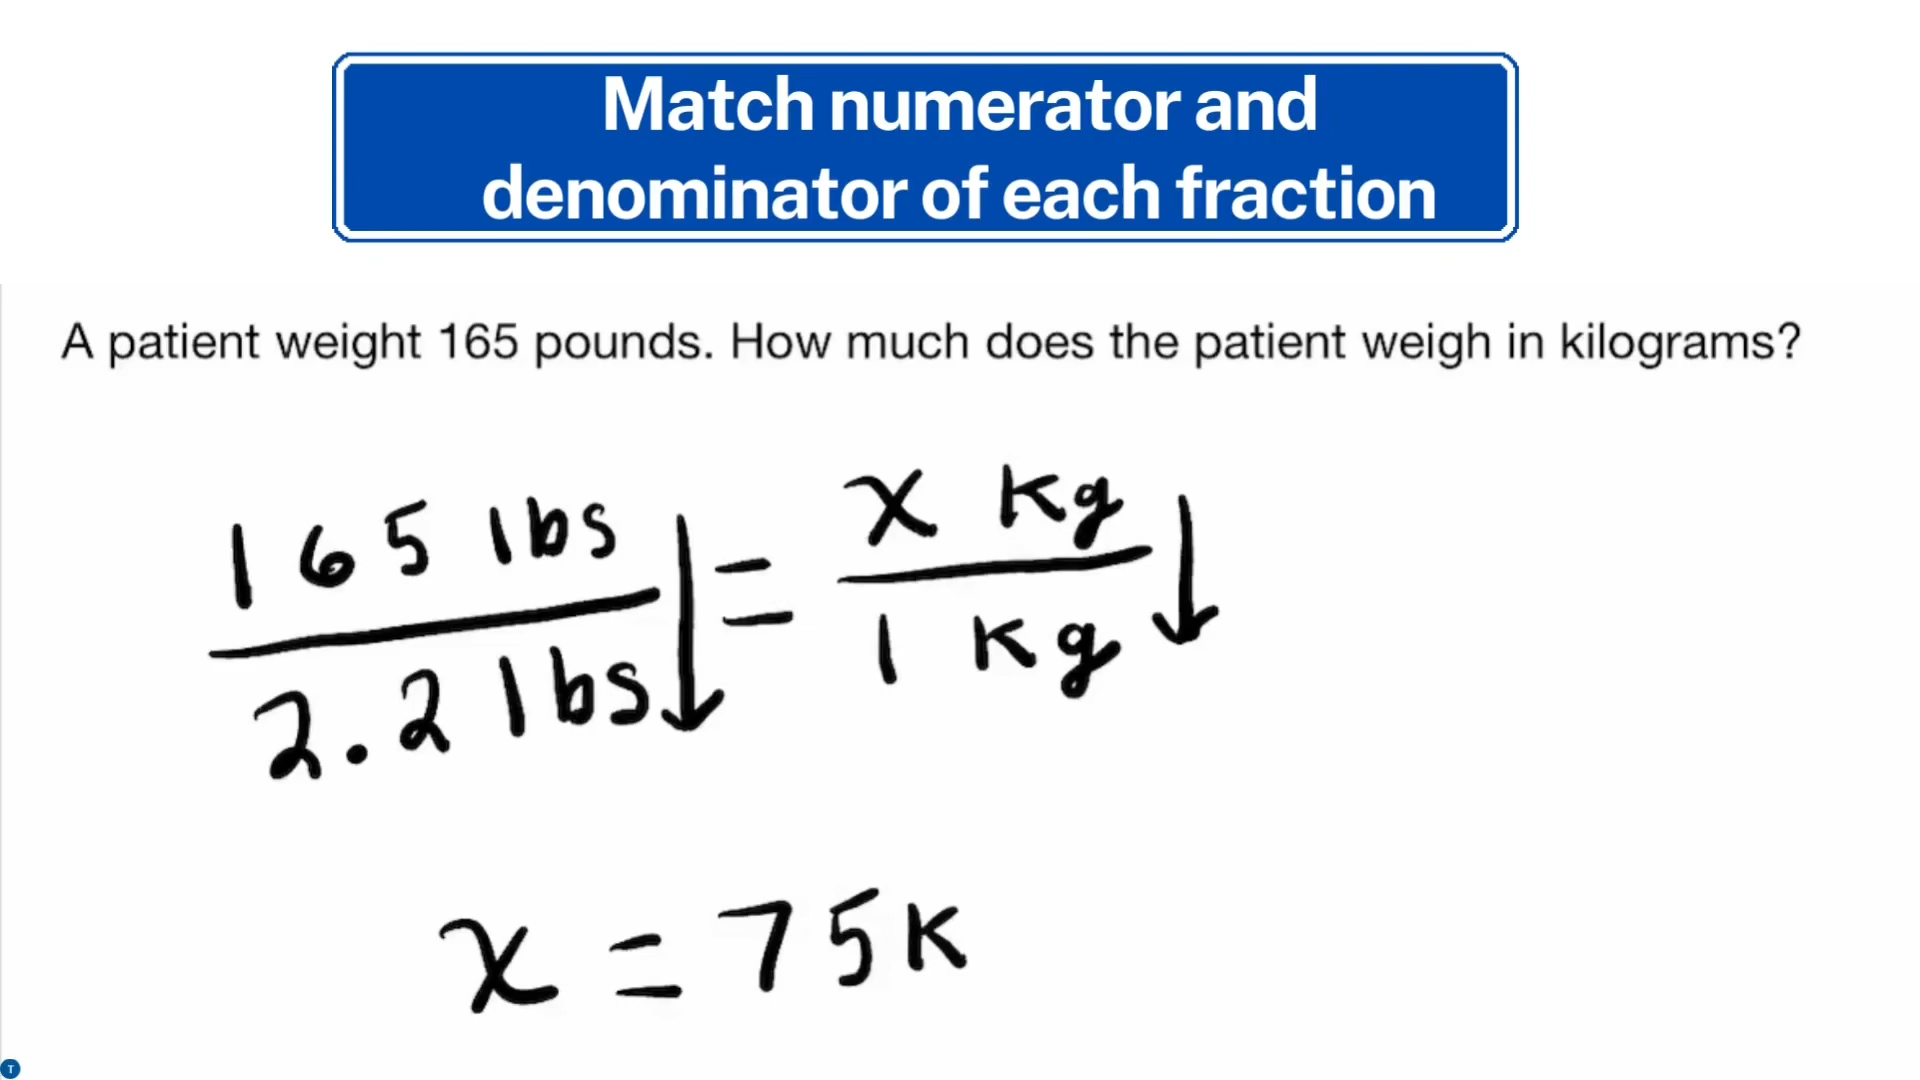 Match numerator and
denominator of each fraction
A patient weight 165 pounds. How much does the patient weigh in kilograms?
165 lbs = x kg
2.2 lbs 1 kg
x = 75K
T